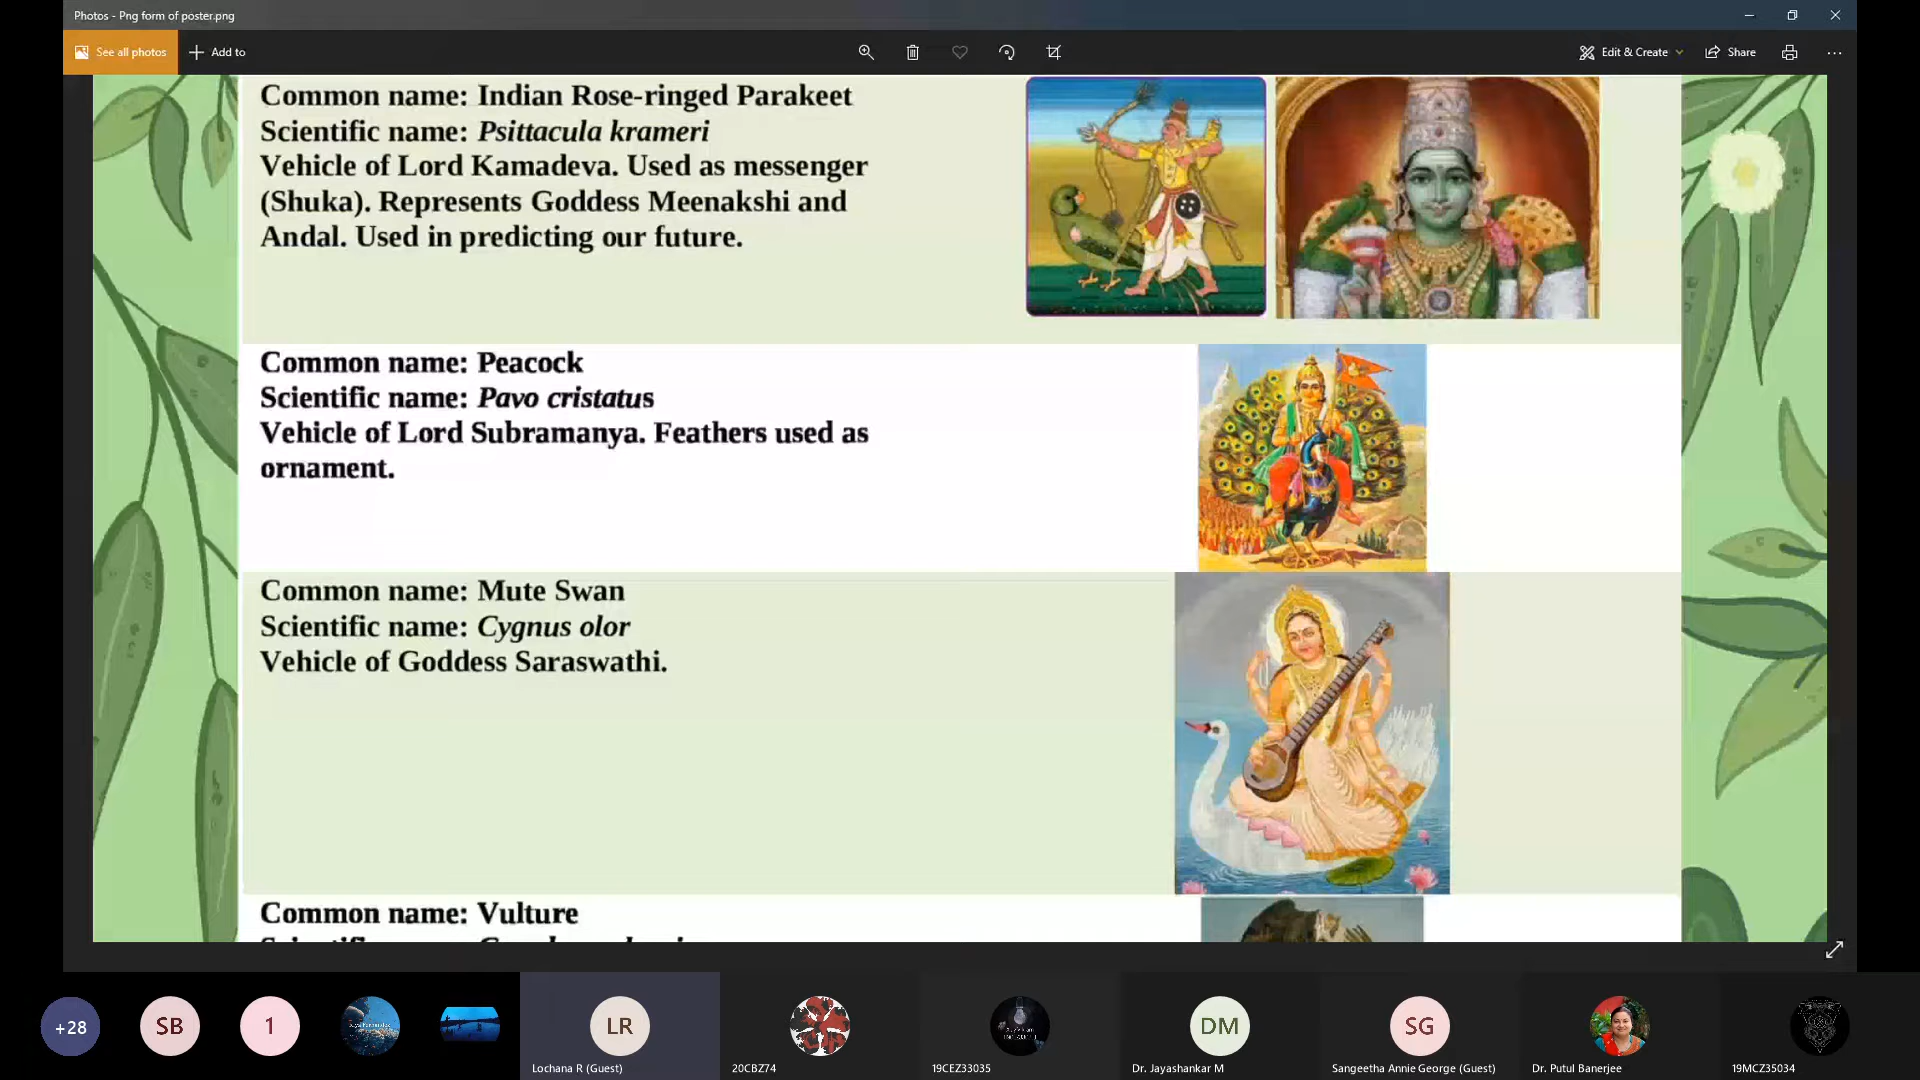 Photos - Png form of poster.png
See all photos
Add to
Edit & Create
Share
Common name: Indian Rose-ringed Parakeet
Scientific name: Psittacula krameri
Vehicle of Lord Kamadeva. Used as messenger
(Shuka). Represents Goddess Meenakshi and
Andal. Used in predicting our future.
Common name: Peacock
Scientific name: Pavo cristatus
Vehicle of Lord Subramanya. Feathers used as
ornament.
Common name: Mute Swan
Scientific name: Cygnus olor
Vehicle of Goddess Saraswathi.
Common name: Vulture
+28
SB
1
LR
DM
SG
Lochana R (Guest)
20CBZ74
19CEZ33035
Dr. Jayashankar M
Sangeetha Annie George (Guest)
Dr. Putul Banerjee
19MCZ35034